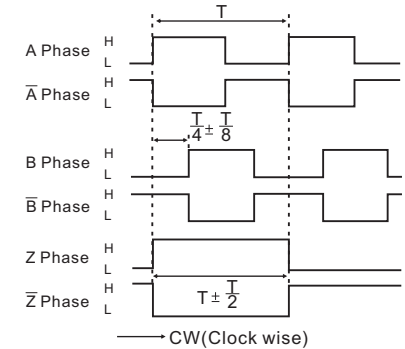 T
A Phase H
L
A̅ Phase H
L
T/4 ± T/8
B Phase H
L
B̅ Phase H
L
Z Phase H
L
Z̅ Phase H
L
T ± T/2
CW(Clock wise)